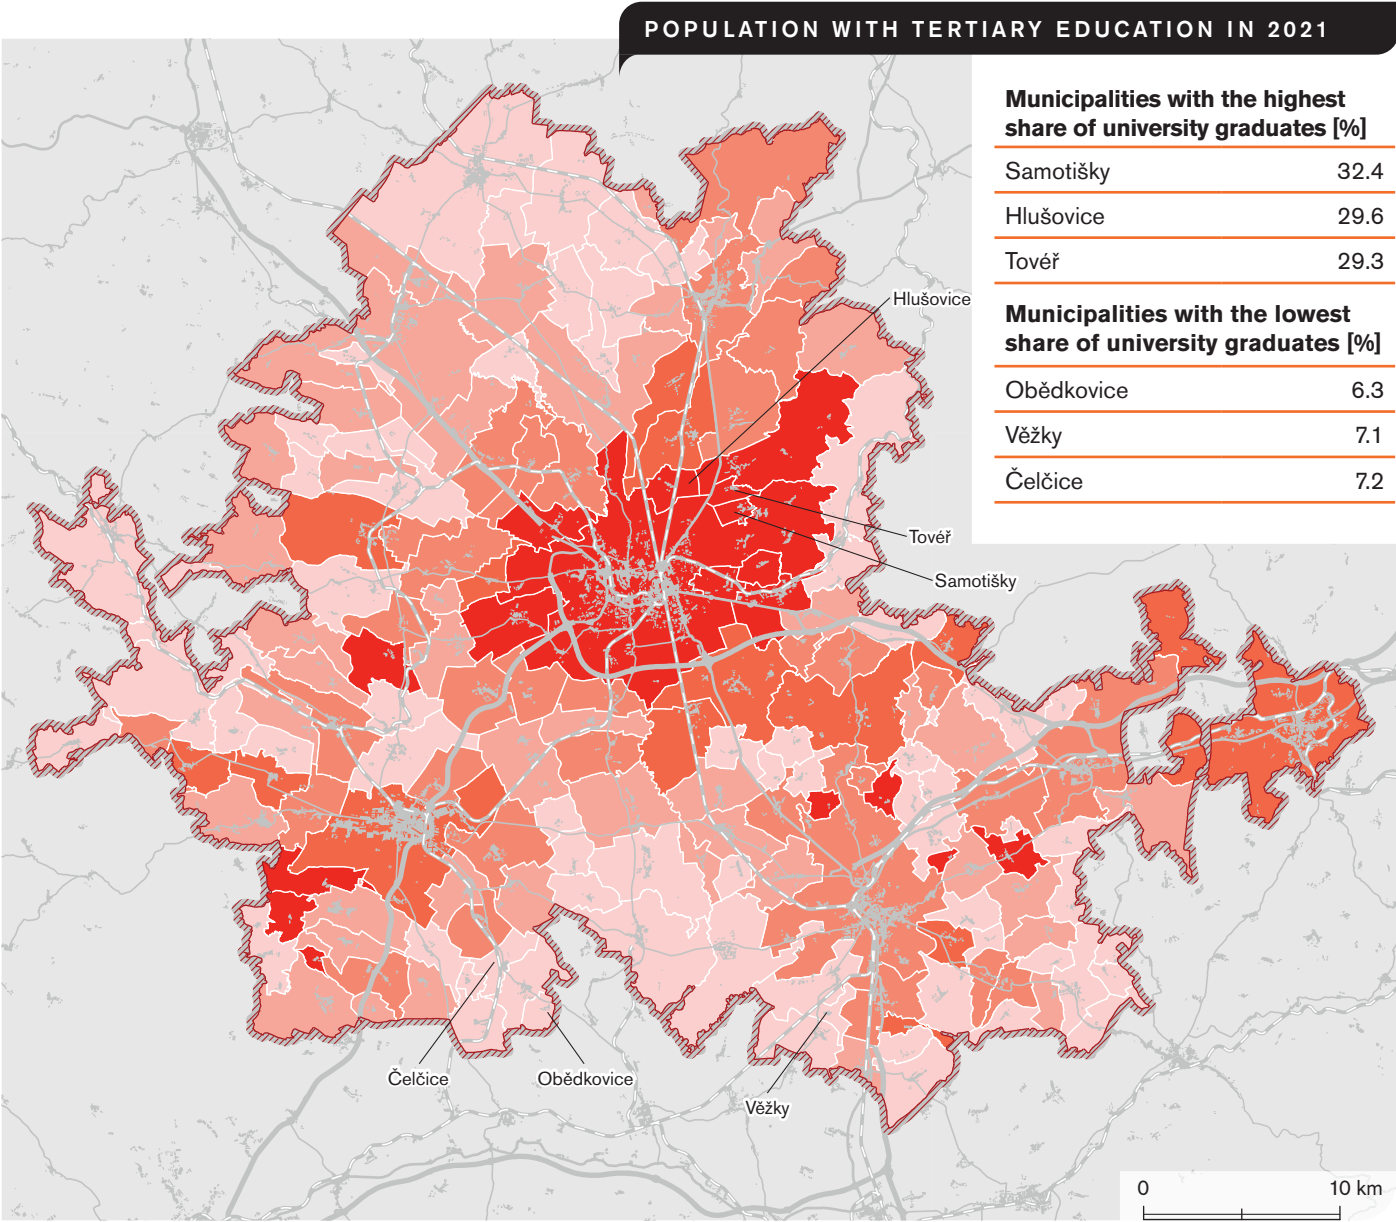 POPULATION WITH TERTIARY EDUCATION IN 2021
Municipalities with the highest
share of university graduates [%]
Samotišky 32.4
Hlušovice 29.6
Tovéř 29.3
Municipalities with the lowest
share of university graduates [%]
Obědkovice 6.3
Věžky 7.1
Čelčice 7.2
Hlušovice
Tovéř
Samotišky
Čelčice
Obědkovice
Věžky
0 10 km